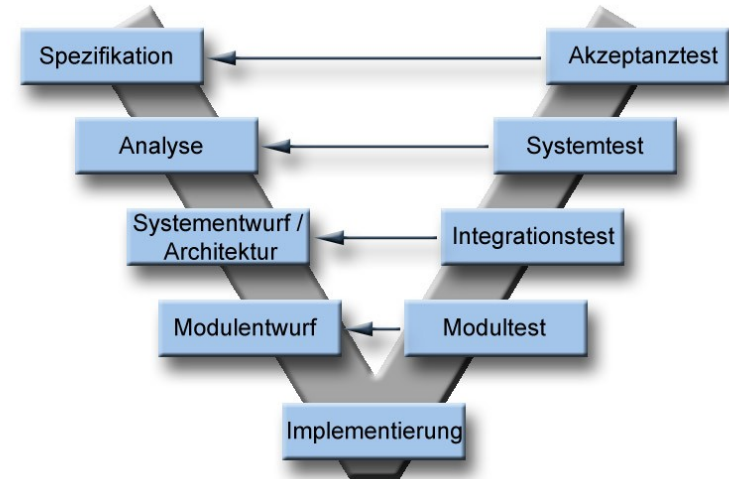 Spezifikation
Akzeptanztest
Analyse
Systemtest
Systementwurf /
Architektur
Integrationstest
Modulentwurf
Modultest
Implementierung